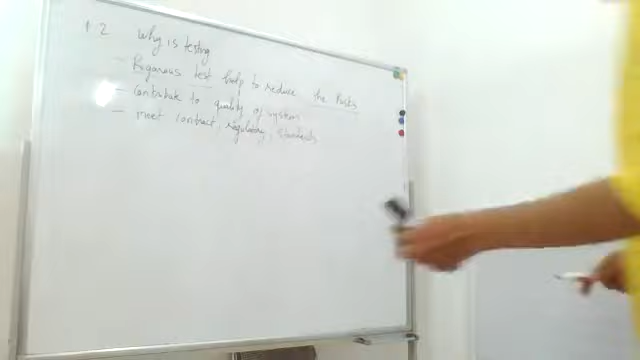 1.2 Why is testing
- Rigorous test help to reduce the Risks
- Contribute to quality of system
- meet contract, regulatory, standards